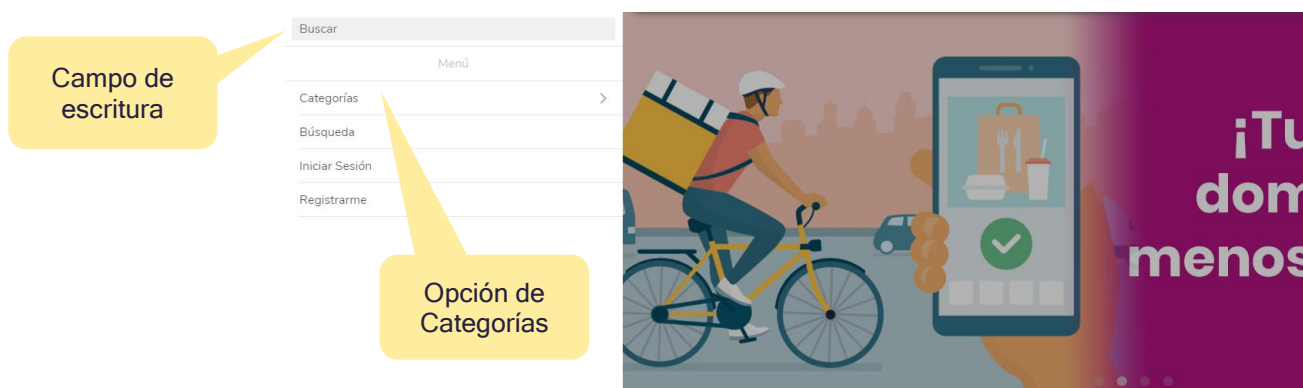 Buscar
Campo de
escritura
Menú
Categorías
Búsqueda
Iniciar Sesión
Registrarme
Opción de
Categorías
¡Tu
dom
menos